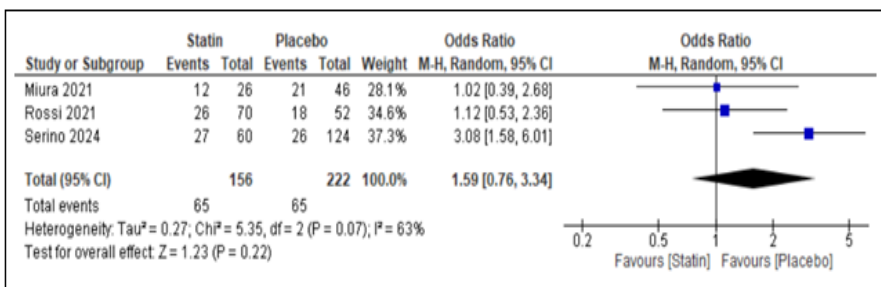 Statin Placebo Odds Ratio Odds Ratio
Study or Subgroup Events Total Events Total Weight M-H, Random, 95% CI M-H, Random, 95% CI
Miura 2021 12 26 21 46 28.1% 1.02 [0.39, 2.68]
Rossi 2021 26 70 18 52 34.6% 1.12 [0.53, 2.36]
Serino 2024 27 60 26 124 37.3% 3.08 [1.58, 6.01]
Total (95% CI) 156 222 100.0% 1.59 [0.76, 3.34]
Total events 65 65
Heterogeneity: Tau² = 0.27; Chi² = 5.35, df = 2 (P = 0.07); I² = 63%
Test for overall effect: Z = 1.23 (P = 0.22)
0.2 0.5 1 2 5
Favours [Statin] Favours [Placebo]